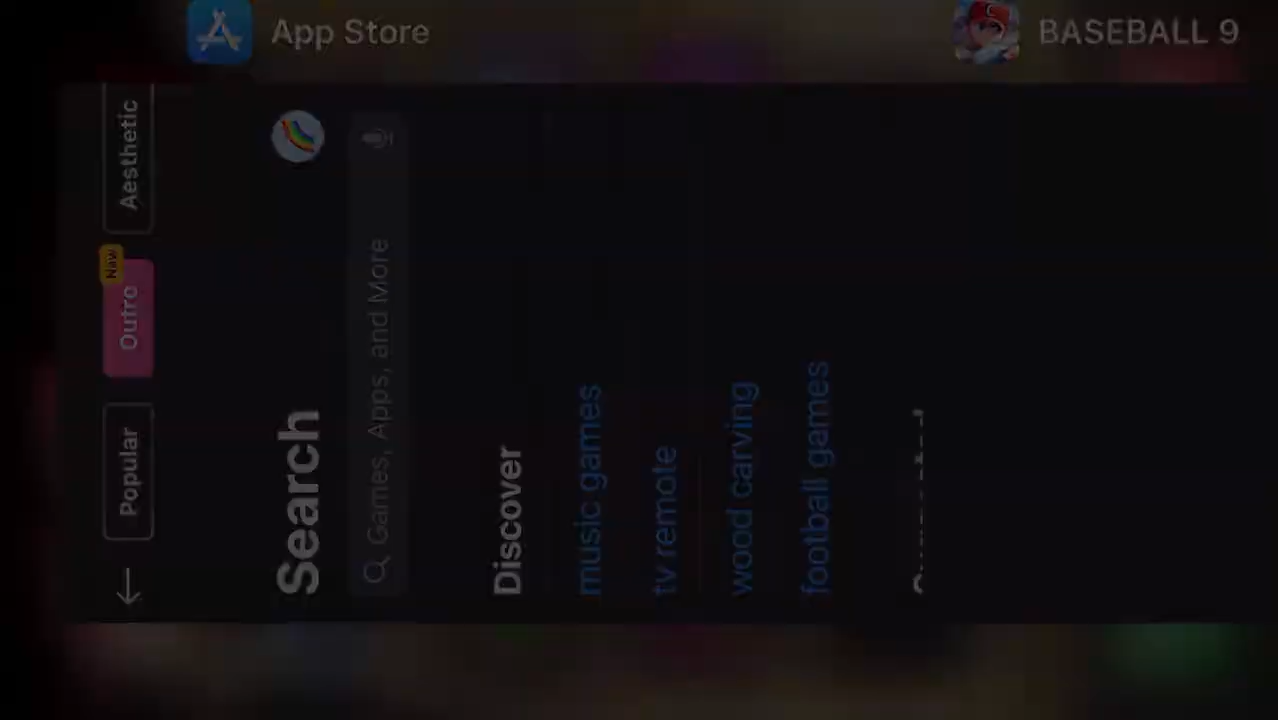 App Store
BASEBALL 9
Aesthetic
New
Outro
Popular
Search
Games, Apps, and More
Discover
music games
tv remote
wood carving
football games